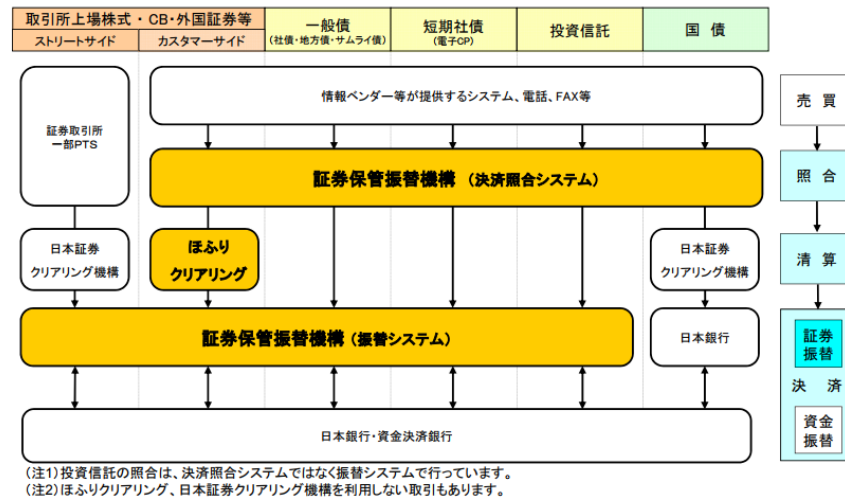 取引所上場株式・CB・外国証券等
ストリートサイド
カスタマーサイド
一般債
(社債・地方債・サムライ債)
短期社債
(電子CP)
投資信託
国債
証券取引所
一部PTS
情報ベンダー等が提供するシステム、電話、FAX等
売買
証券保管振替機構（決済照合システム）
照合
日本証券
クリアリング機構
ほふり
クリアリング
日本証券
クリアリング機構
清算
証券保管振替機構（振替システム）
日本銀行
証券
振替
決済
資金
振替
日本銀行・資金決済銀行
(注1)投資信託の照合は、決済照合システムではなく振替システムで行っています。
(注2)ほふりクリアリング、日本証券クリアリング機構を利用しない取引もあります。